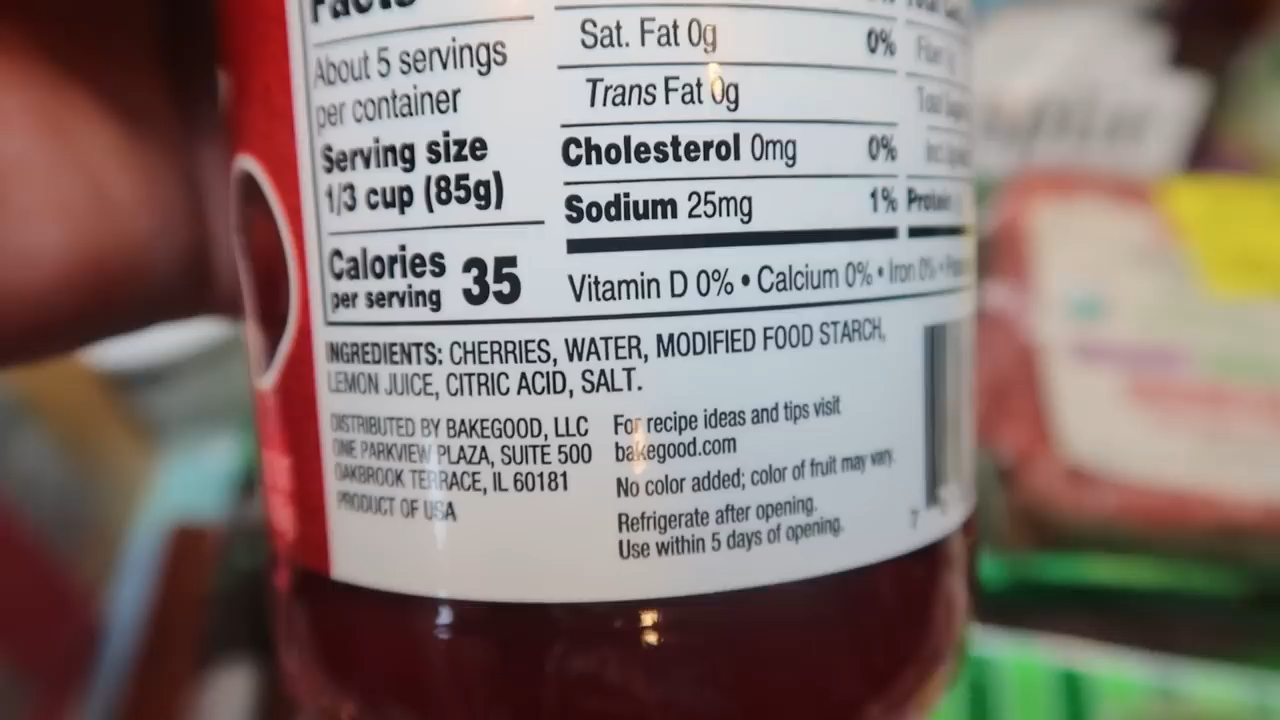 Facts
About 5 servings
per container
Serving size
1/3 cup (85g)
Calories
per serving
35
Sat. Fat 0g 0%
Trans Fat 0g
Cholesterol 0mg 0%
Sodium 25mg 1%
Protein
Vitamin D 0% • Calcium 0% • Iron 0% •
INGREDIENTS: CHERRIES, WATER, MODIFIED FOOD STARCH,
LEMON JUICE, CITRIC ACID, SALT.
DISTRIBUTED BY BAKEGOOD, LLC
ONE PARKVIEW PLAZA, SUITE 500
OAKBROOK TERRACE, IL 60181
PRODUCT OF USA
For recipe ideas and tips visit
bakegood.com
No color added; color of fruit may vary.
Refrigerate after opening.
Use within 5 days of opening.
7